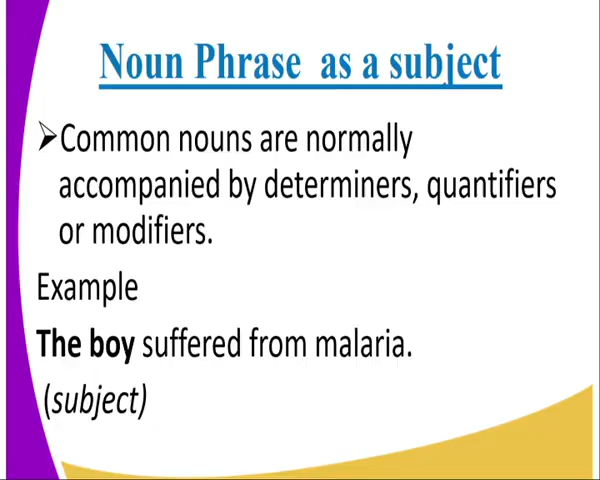 Noun Phrase as a subject
➢Common nouns are normally
accompanied by determiners, quantifiers
or modifiers.
Example
The boy suffered from malaria.
(subject)